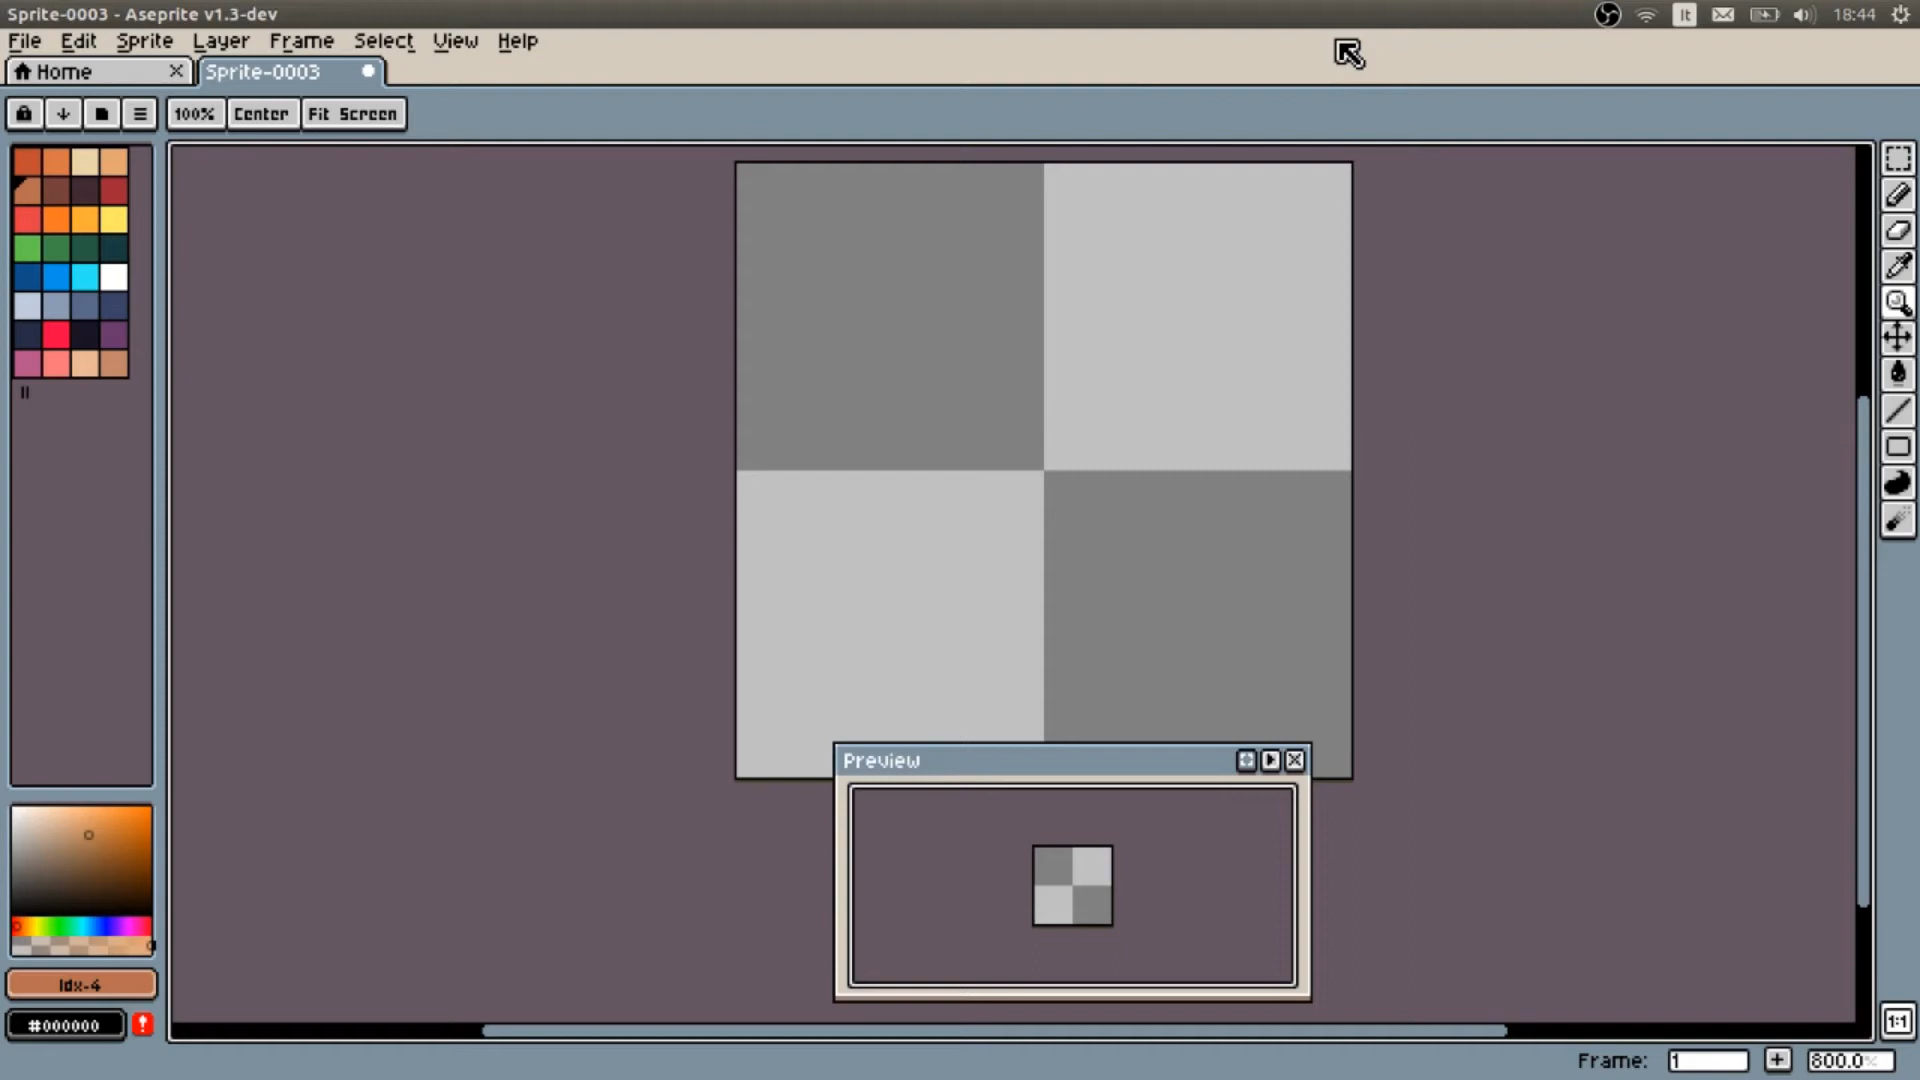 Sprite-0003 - Aseprite v1.3-dev
It
18:44
File Edit Sprite Layer Frame Select View Help
Home
Sprite-0003
100% Center Fit Screen
Preview
Idx-4
#000000
!
1:1
Frame: 1 + 800.0%